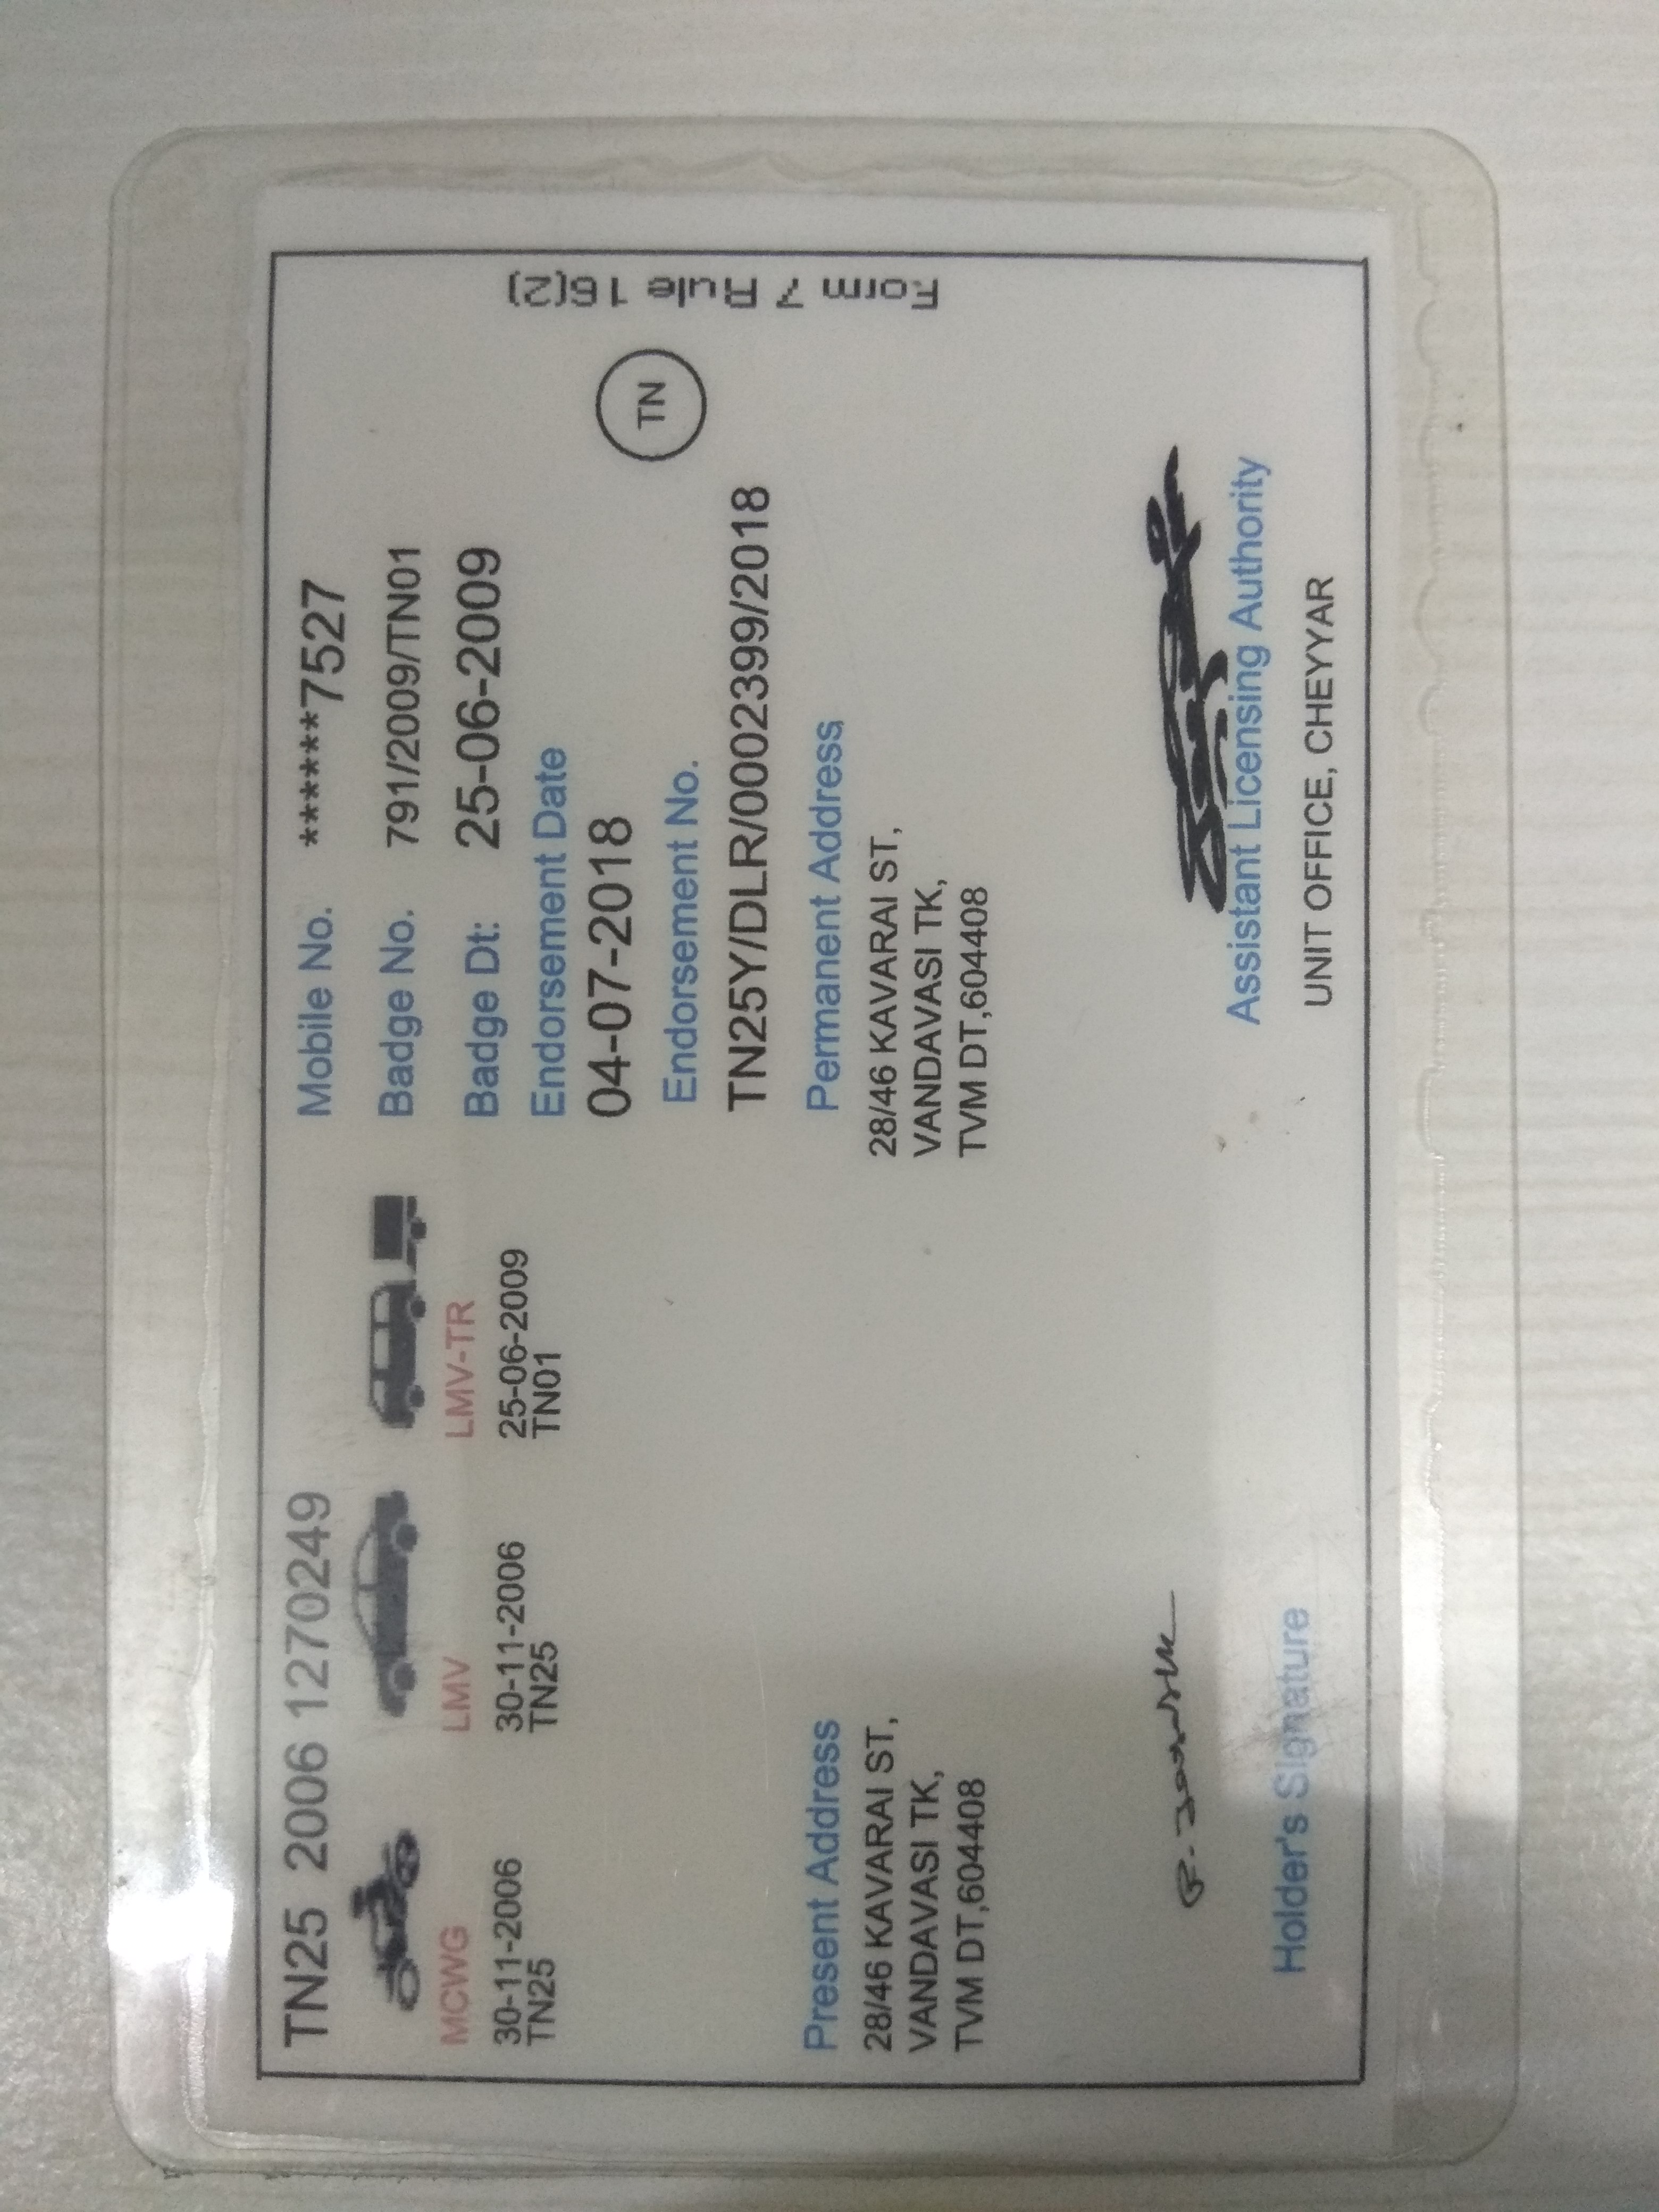 TN25 2006 1270249
MCWG
30-11-2006
TN25
LMV
30-11-2006
TN25
LMV-TR
25-06-2009
TN01
Mobile No. ******7527
Badge No. 791/2009/TN01
Badge Dt: 25-06-2009
Endorsement Date
04-07-2018
TN
Endorsement No.
TN25Y/DLR/0002399/2018
Form 7 Rule 16(2)
Present Address
28/46 KAVARAI ST,
VANDAVASI TK,
TVM DT,604408
Permanent Address
28/46 KAVARAI ST,
VANDAVASI TK,
TVM DT,604408
Holder's Signature
Assistant Licensing Authority
UNIT OFFICE, CHEYYAR